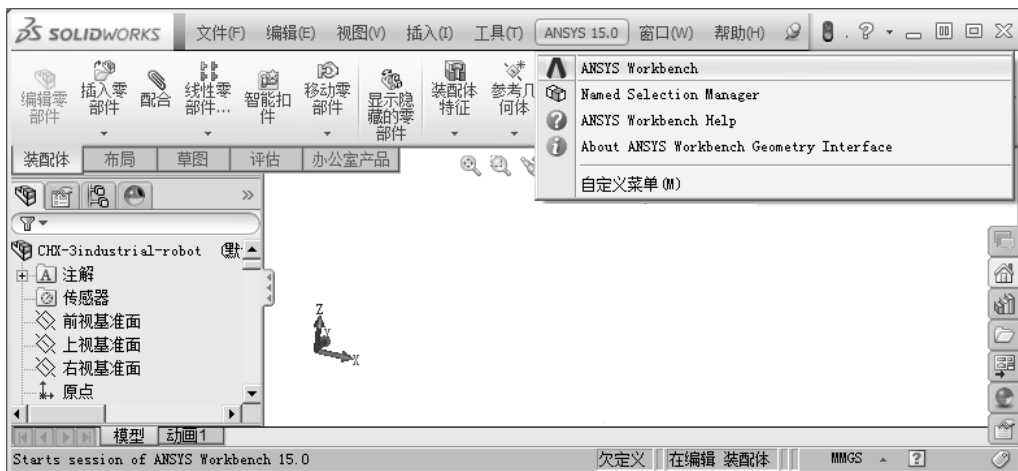 SOLIDWORKS 文件(F) 编辑(E) 视图(V) 插入(I) 工具(T) ANSYS 15.0 窗口(W) 帮助(H)
编辑零部件 插入零部件 配合 线性零部件... 智能扣件 移动零部件 显示隐藏的零部件 装配体特征 参考几何体
ANSYS Workbench
Named Selection Manager
ANSYS Workbench Help
About ANSYS Workbench Geometry Interface
自定义菜单(M)
装配体 布局 草图 评估 办公室产品
CHX-3industrial-robot (默
注解
传感器
前视基准面
上视基准面
右视基准面
原点
Z
Y
X
模型 动画1
Starts session of ANSYS Workbench 15.0 欠定义 在编辑 装配体 MMGS